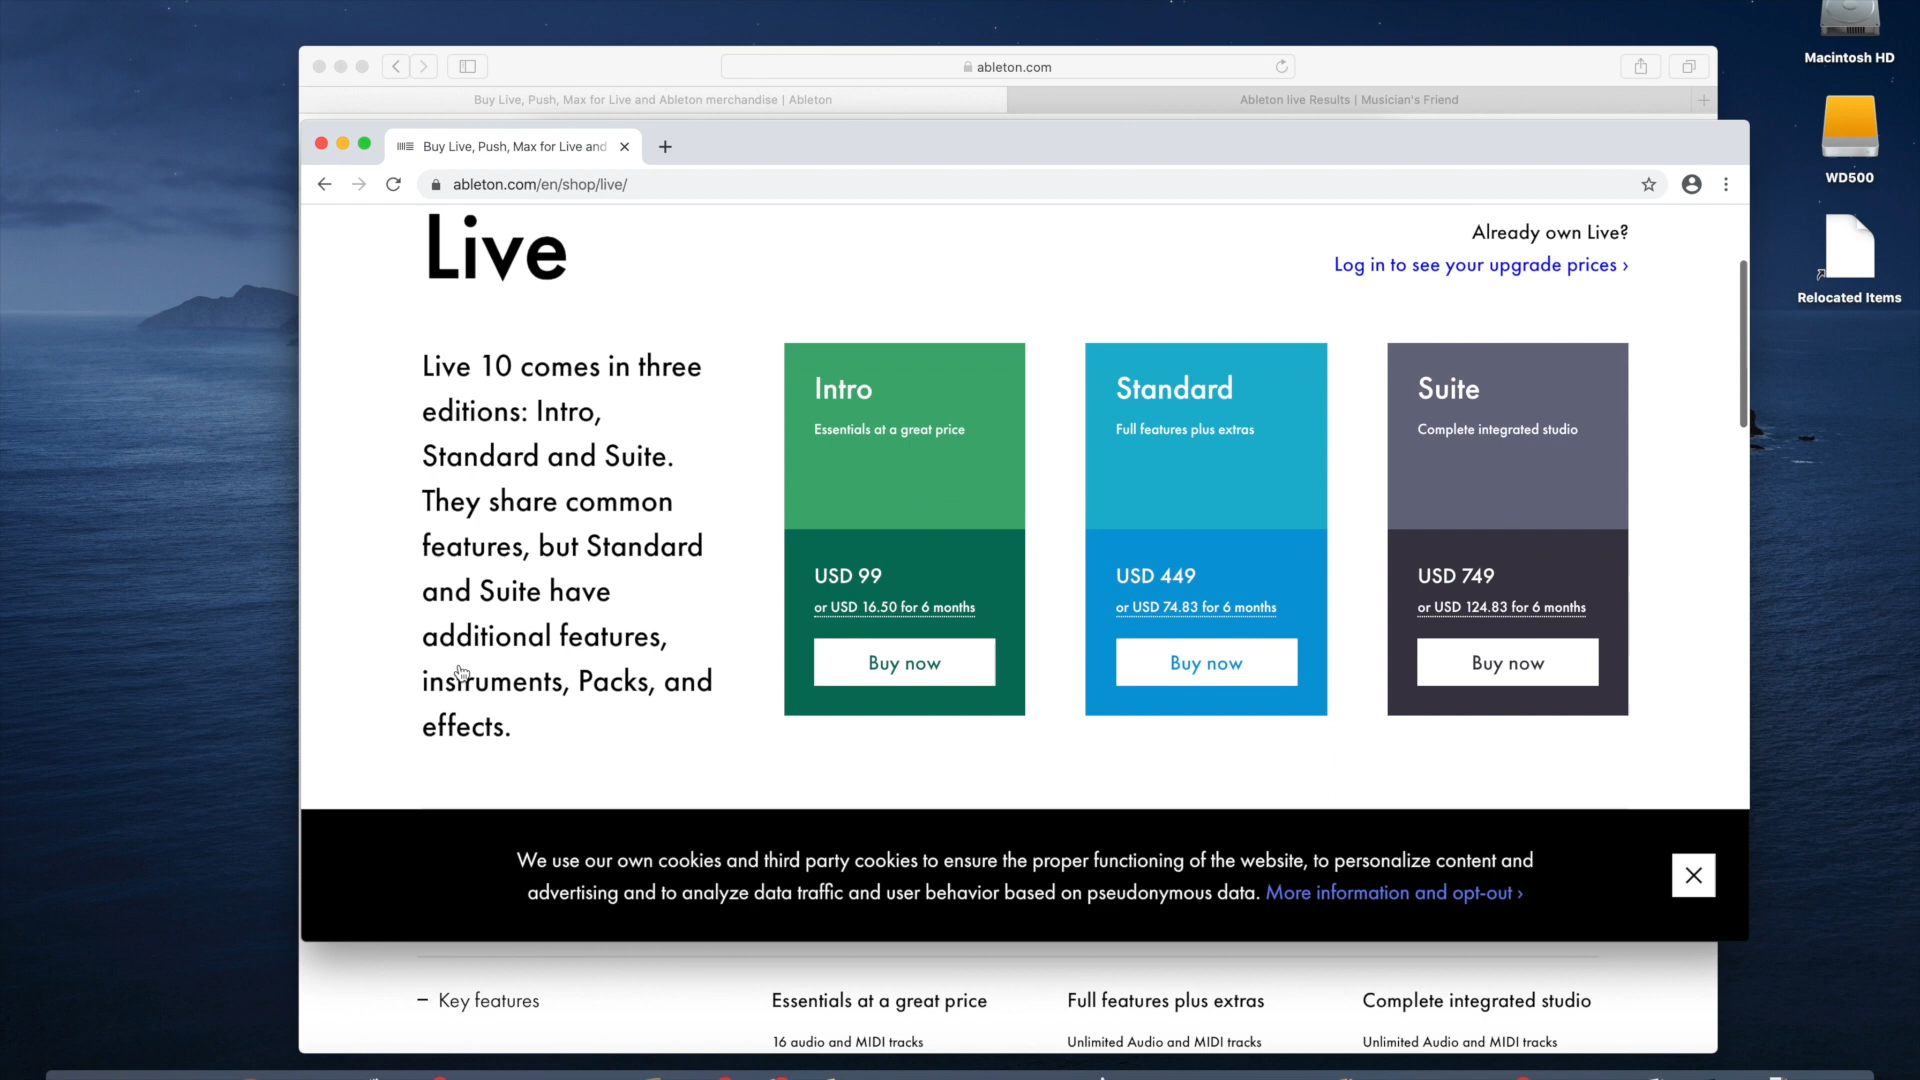 Macintosh HD
WD500
Relocated Items
ableton.com
Buy Live, Push, Max for Live and Ableton merchandise | Ableton
Ableton live Results | Musician's Friend
Buy Live, Push, Max for Live and
ableton.com/en/shop/live/
Live
Already own Live?
Log in to see your upgrade prices ›
Live 10 comes in three
editions: Intro,
Standard and Suite.
They share common
features, but Standard
and Suite have
additional features,
instruments, Packs, and
effects.
Intro
Essentials at a great price
USD 99
or USD 16.50 for 6 months
Buy now
Standard
Full features plus extras
USD 449
or USD 74.83 for 6 months
Buy now
Suite
Complete integrated studio
USD 749
or USD 124.83 for 6 months
Buy now
We use our own cookies and third party cookies to ensure the proper functioning of the website, to personalize content and
advertising and to analyze data traffic and user behavior based on pseudonymous data. More information and opt-out ›
– Key features
Essentials at a great price
Full features plus extras
Complete integrated studio
16 audio and MIDI tracks
Unlimited Audio and MIDI tracks
Unlimited Audio and MIDI tracks